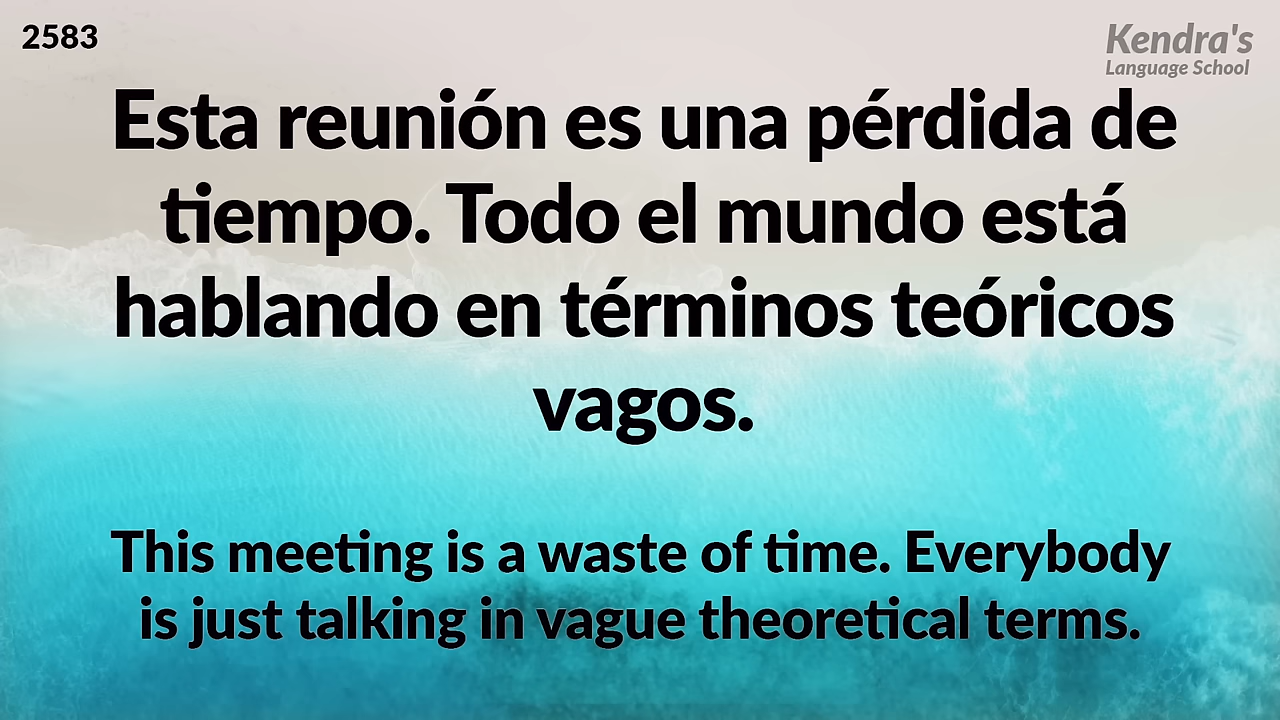 2583
Kendra's
Language School
Esta reunión es una pérdida de
tiempo. Todo el mundo está
hablando en términos teóricos
vagos.
This meeting is a waste of time. Everybody
is just talking in vague theoretical terms.